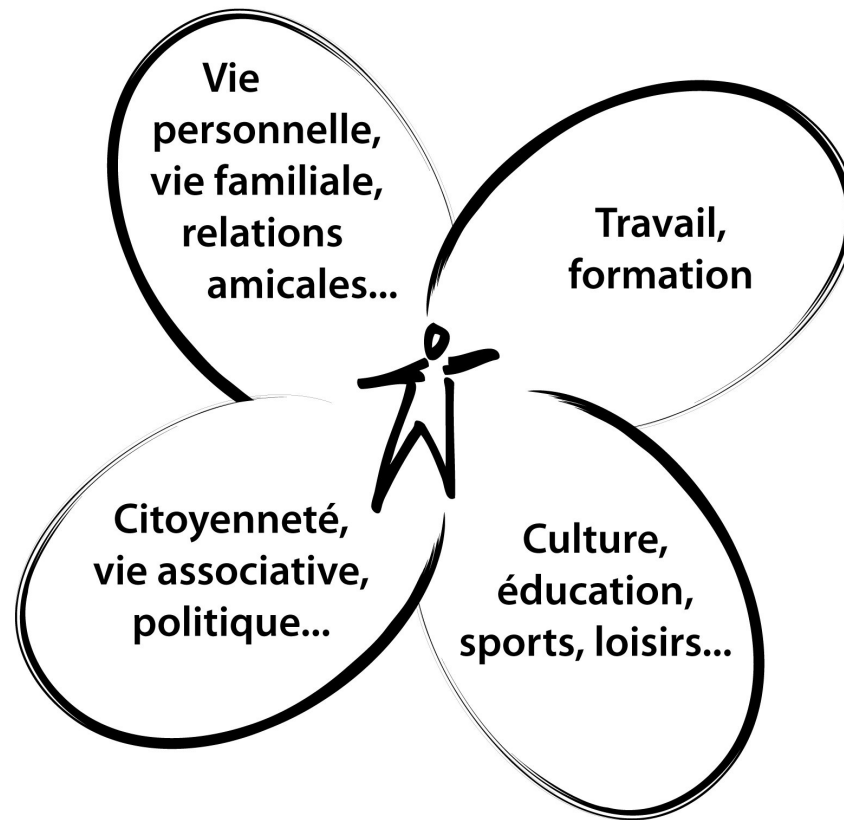 Vie
personnelle,
vie familiale,
relations
amicales...
Travail,
formation
Citoyenneté,
vie associative,
politique...
Culture,
éducation,
sports, loisirs...